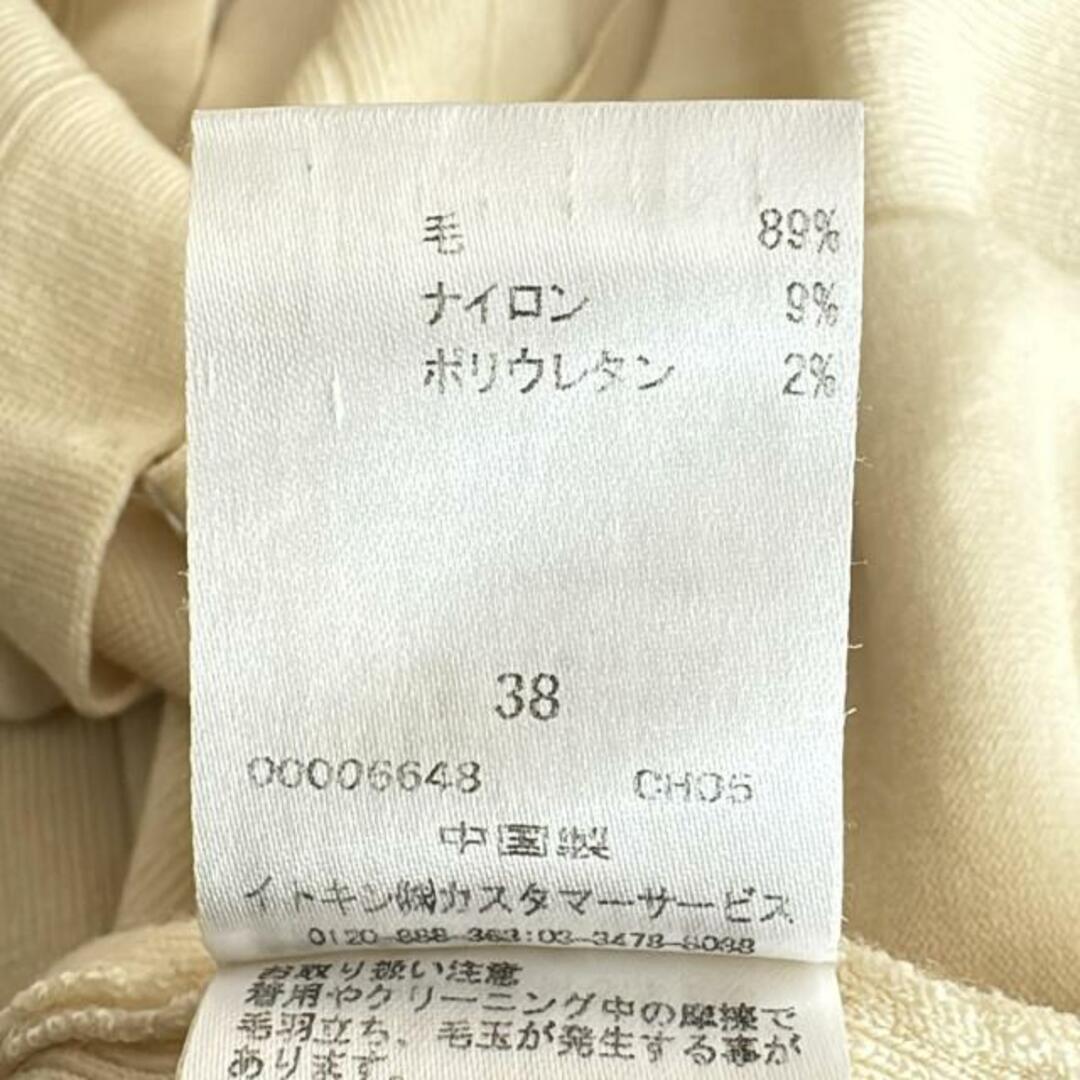 毛 89%
ナイロン 9%
ポリウレタン 2%
38
00006648 CH05
中国製
イトキン㈱カスタマーサービス
0120-888-363:03-3478-8088
お取り扱い注意
着用やクリーニング中の摩擦で
毛羽立ち、毛玉が発生する事が
あります。